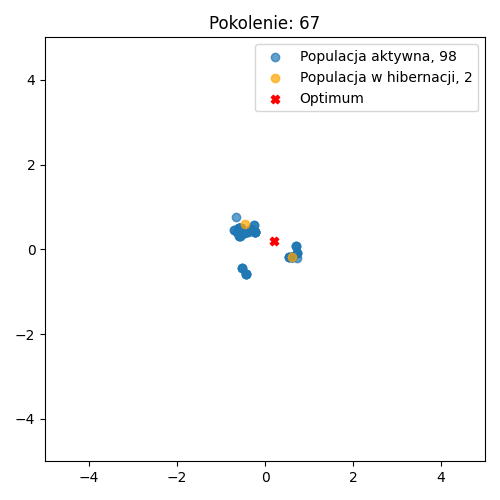 Pokolenie: 67
Populacja aktywna, 98
Populacja w hibernacji, 2
Optimum
4
2
0
−2
−4
−4
−2
0
2
4